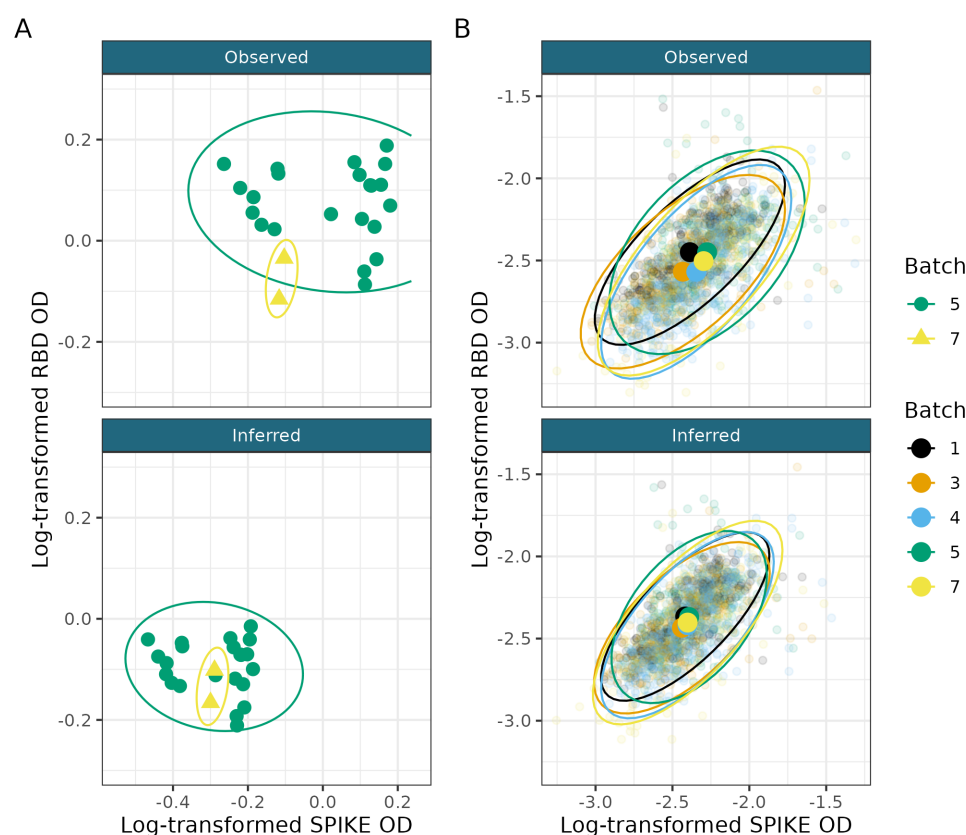 A
B
Observed
Observed
0.2
0.0
-0.2
-1.5
-2.0
-2.5
-3.0
Inferred
Inferred
0.2
0.0
-0.2
-1.5
-2.0
-2.5
-3.0
-0.4
-0.2
0.0
0.2
-3.0
-2.5
-2.0
-1.5
Log-transformed RBD OD
Log-transformed RBD OD
Log-transformed SPIKE OD
Log-transformed SPIKE OD
Batch
5
7
Batch
1
3
4
5
7